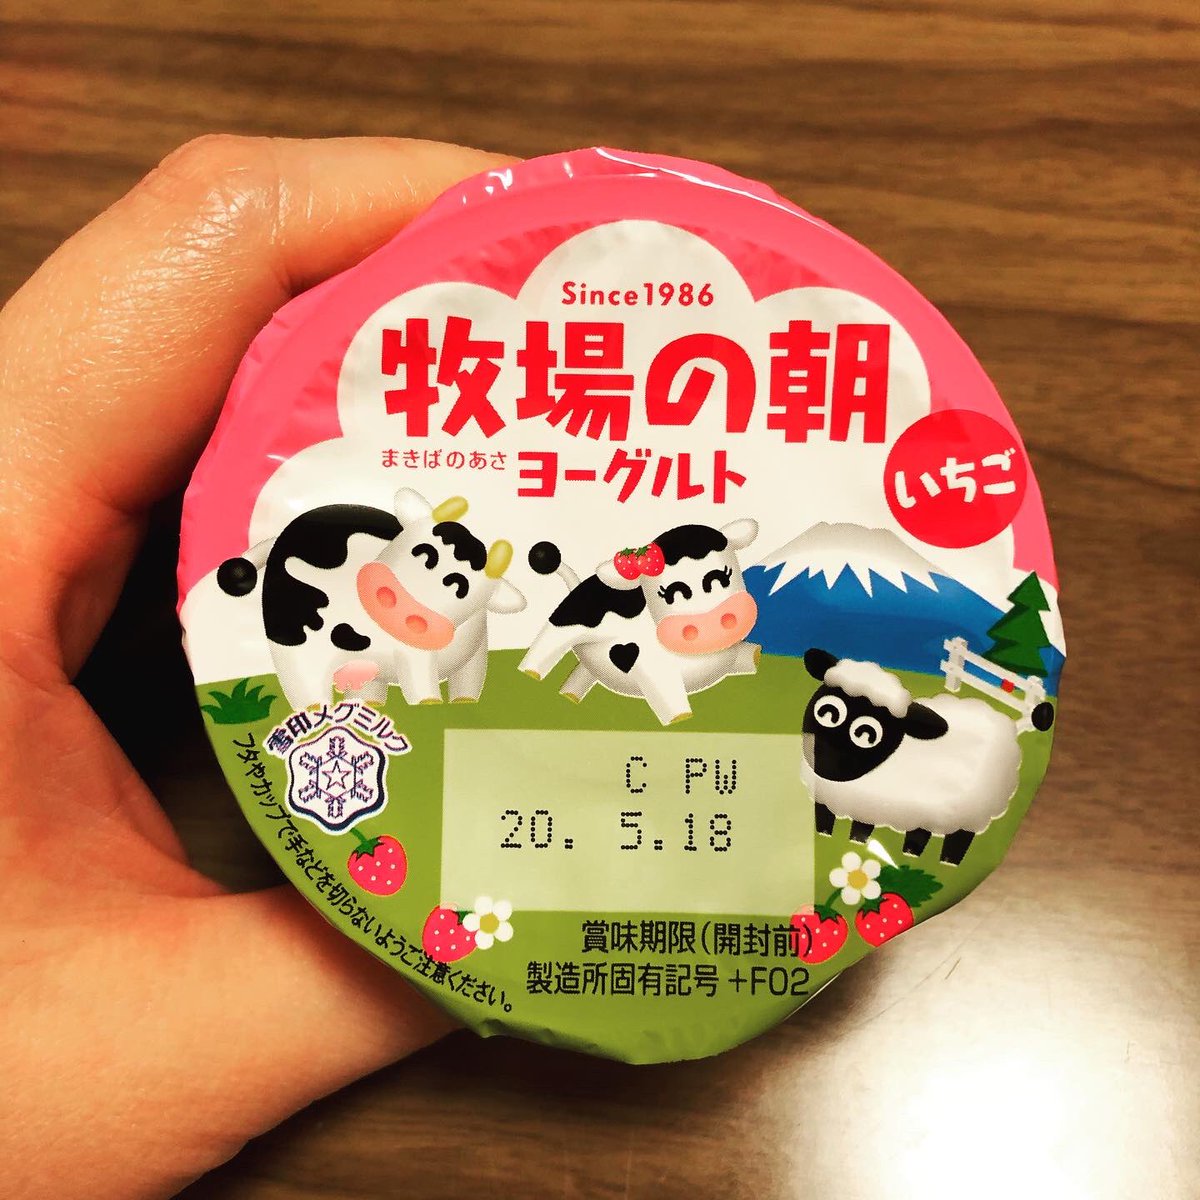 Since1986
牧場の朝
まきばのあさ ヨーグルト
いちご
雪印メグミルク
フタやカップで手などを切らないようご注意ください。
C PW
20. 5.18
賞味期限(開封前)
製造所固有記号 +F02